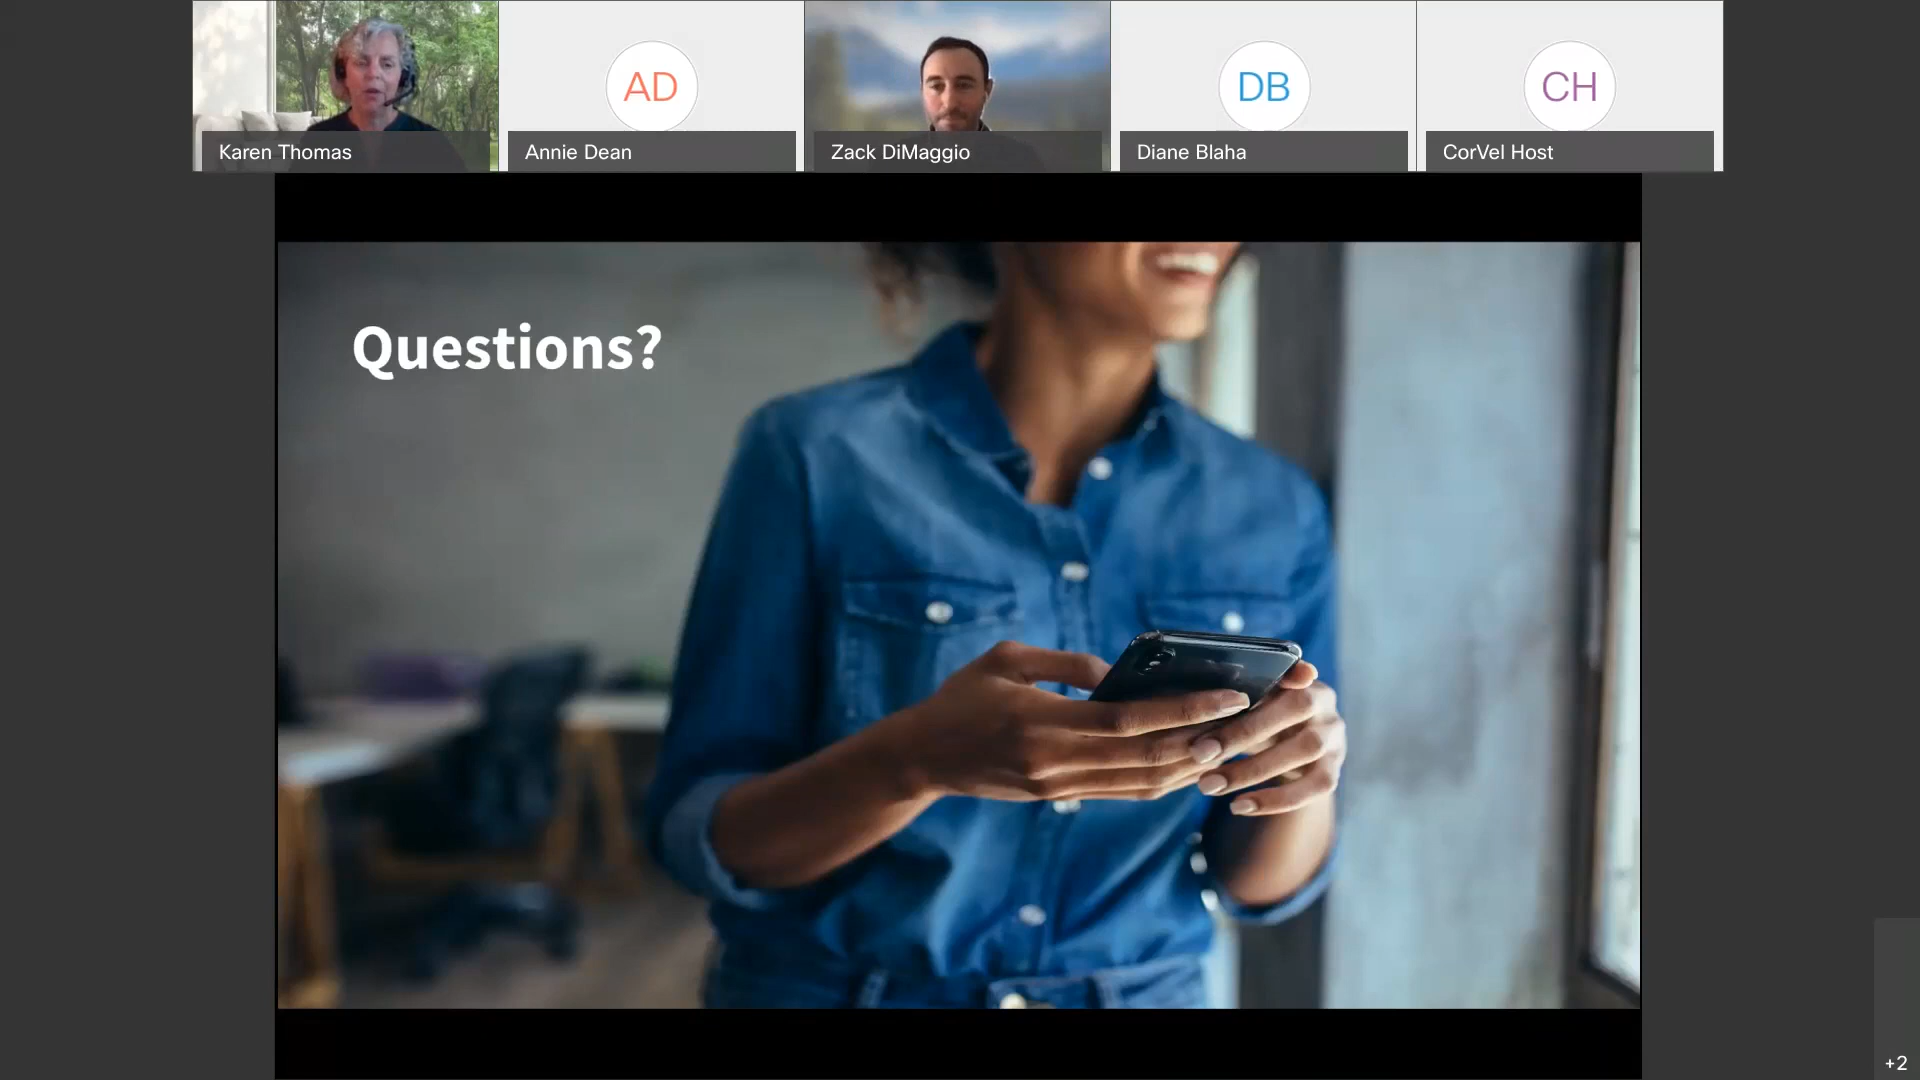 AD
DB
CH
Karen Thomas
Annie Dean
Zack DiMaggio
Diane Blaha
CorVel Host
Questions?
+2